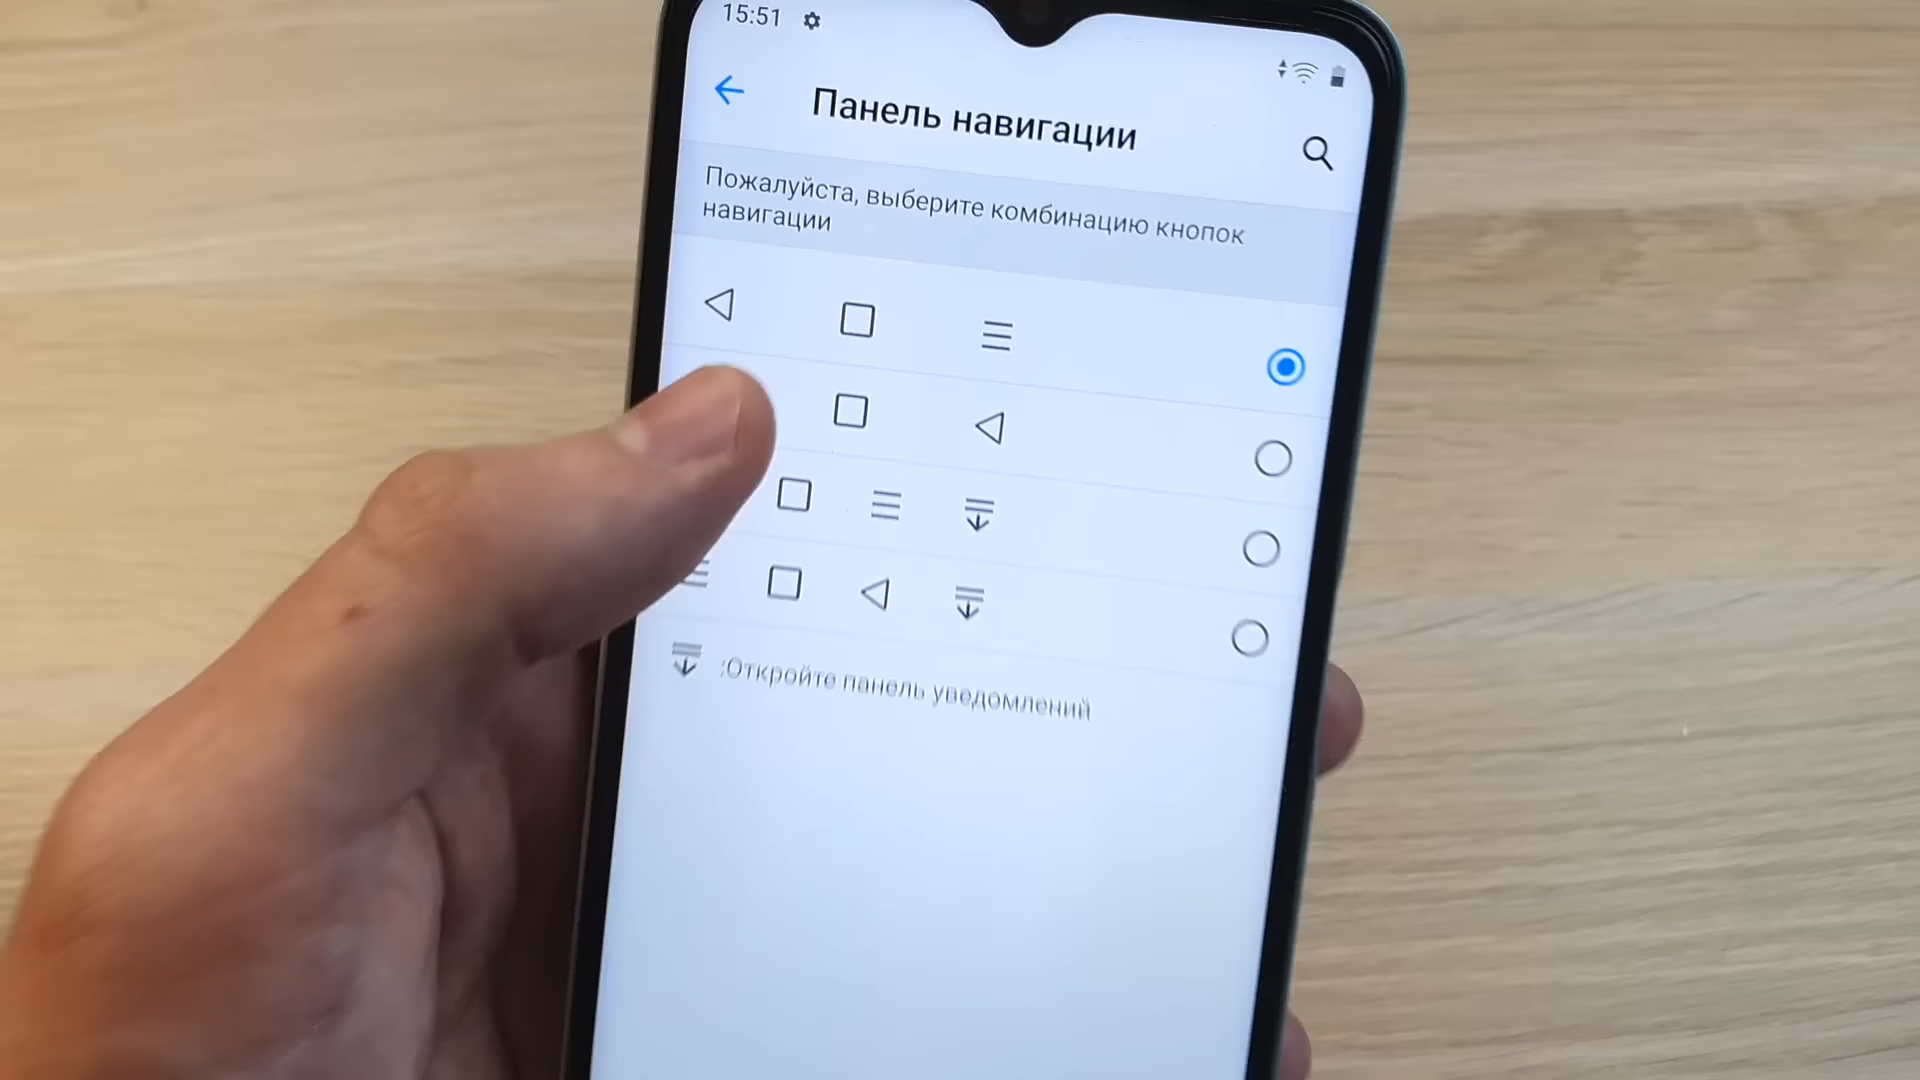 15:51
Панель навигации
Пожалуйста, выберите комбинацию кнопок
навигации
:Откройте панель уведомлений